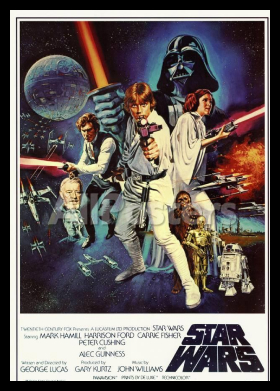 AllPosters
TWENTIETH CENTURY-FOX Presents A LUCASFILM LTD. PRODUCTION STAR WARS
Starring MARK HAMILL HARRISON FORD CARRIE FISHER
PETER CUSHING
and
ALEC GUINNESS
Written and Directed by
GEORGE LUCAS
Produced by
GARY KURTZ
Music by
JOHN WILLIAMS
PANAVISION PRINTS BY DE LUXE TECHNICOLOR
STAR
WARS